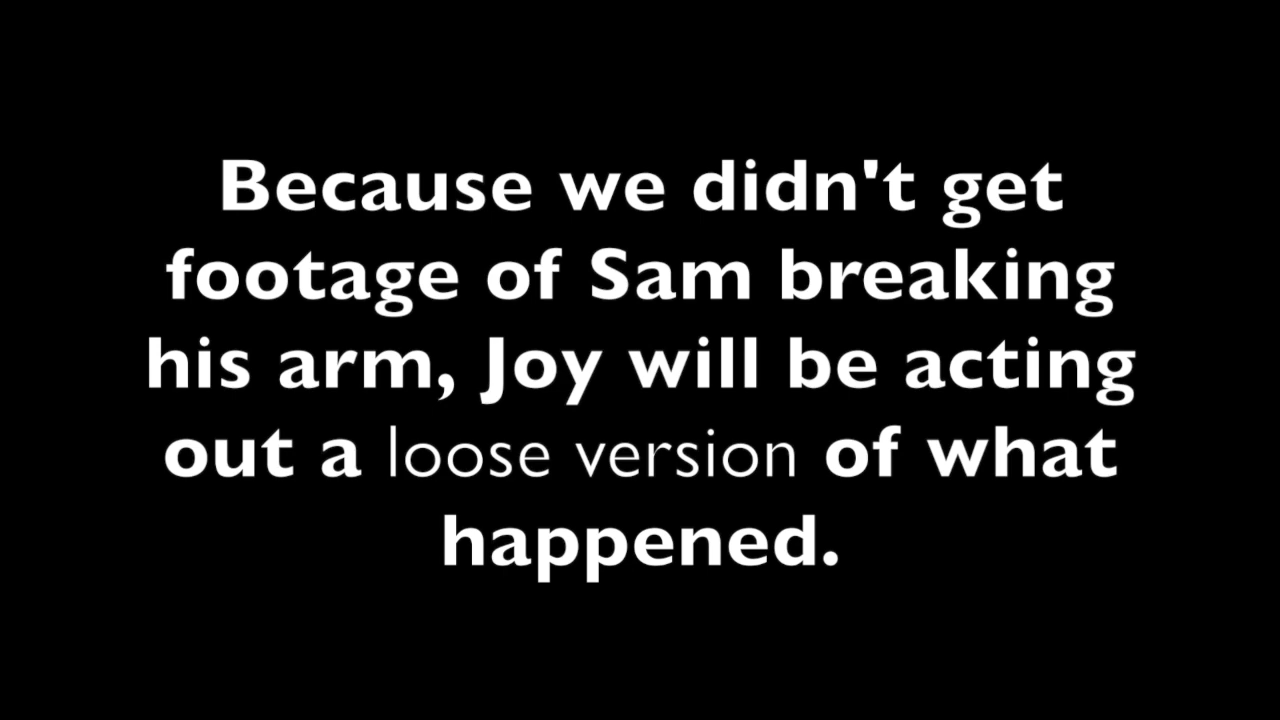 Because we didn't get
footage of Sam breaking
his arm, Joy will be acting
out a loose version of what
happened.